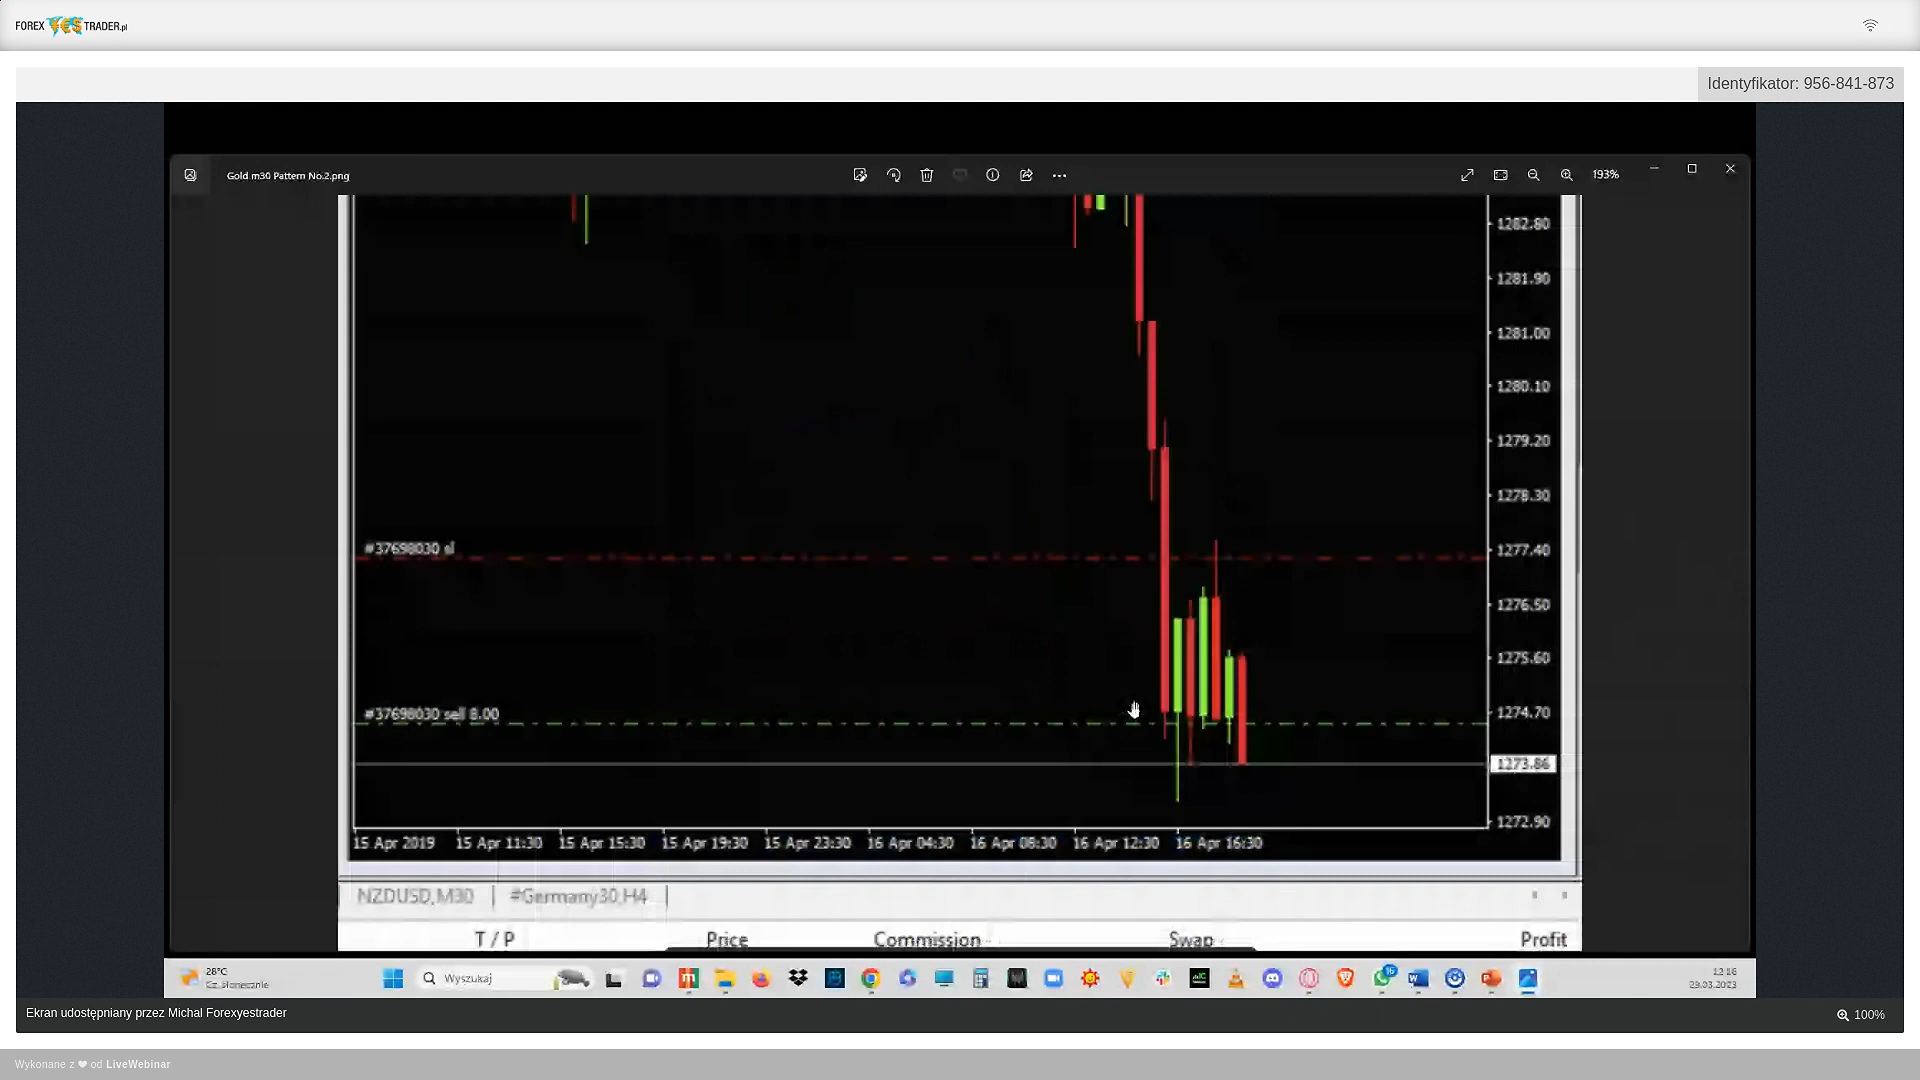 FOREX YES TRADER.pl
Identyfikator: 956-841-873
Gold m30 Pattern No.2.png
193%
1282.80
1281.90
1281.00
1280.10
1279.20
1278.30
#37698030 sl
1277.40
1276.50
1275.60
#37698030 sell 8.00
1274.70
1273.86
1272.90
15 Apr 2019 15 Apr 11:30 15 Apr 15:30 15 Apr 19:30 15 Apr 23:30 16 Apr 04:30 16 Apr 08:30 16 Apr 12:30 16 Apr 16:30
NZDUSD,M30 #Germany30,H4
T / P Price Commission Swap Profit
28°C
Cz. słonecznie
Wyszukaj
16
12:16
23.03.2023
Ekran udostępniany przez Michal Forexyestrader
100%
Wykonane z ❤ od LiveWebinar